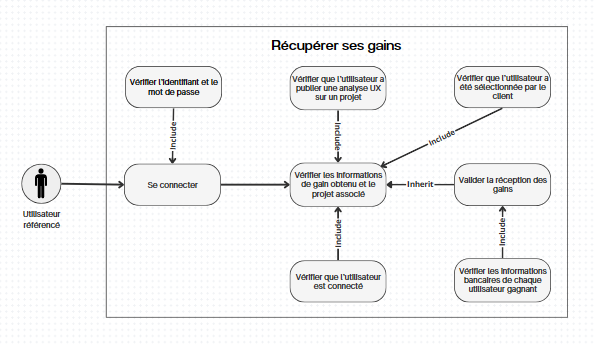 Récupérer ses gains
Vérifier l'identifiant et le
mot de passe
Vérifier que l'utilisateur a
publier une analyse UX
sur un projet
Vérifier que l'utilisateur a
été sélectionnée par le
client
Include
Include
Include
Utilisateur
référencé
Se connecter
Vérifier les informations
de gain obtenu et le
projet associé
Inherit
Valider la réception des
gains
Include
Include
Vérifier que l'utilisateur
est connecté
Vérifier les informations
bancaires de chaque
utilisateur gagnant